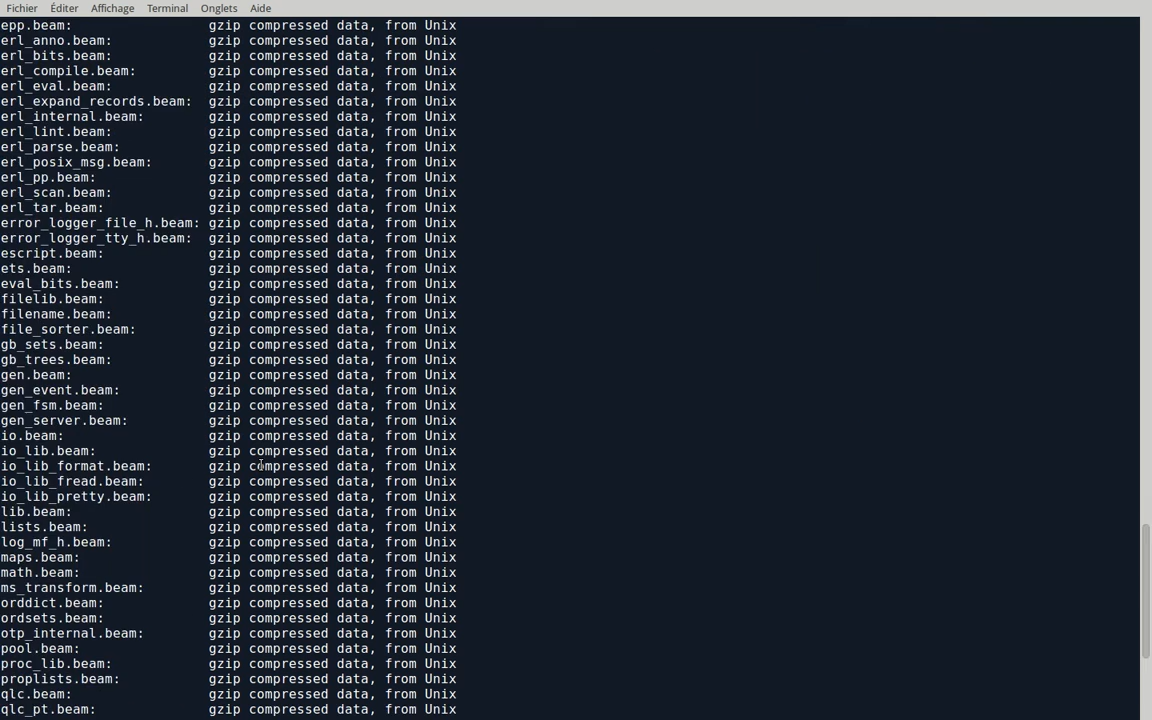 Fichier Éditer Affichage Terminal Onglets Aide
epp.beam: gzip compressed data, from Unix
erl_anno.beam: gzip compressed data, from Unix
erl_bits.beam: gzip compressed data, from Unix
erl_compile.beam: gzip compressed data, from Unix
erl_eval.beam: gzip compressed data, from Unix
erl_expand_records.beam: gzip compressed data, from Unix
erl_internal.beam: gzip compressed data, from Unix
erl_lint.beam: gzip compressed data, from Unix
erl_parse.beam: gzip compressed data, from Unix
erl_posix_msg.beam: gzip compressed data, from Unix
erl_pp.beam: gzip compressed data, from Unix
erl_scan.beam: gzip compressed data, from Unix
erl_tar.beam: gzip compressed data, from Unix
error_logger_file_h.beam: gzip compressed data, from Unix
error_logger_tty_h.beam: gzip compressed data, from Unix
escript.beam: gzip compressed data, from Unix
ets.beam: gzip compressed data, from Unix
eval_bits.beam: gzip compressed data, from Unix
filelib.beam: gzip compressed data, from Unix
filename.beam: gzip compressed data, from Unix
file_sorter.beam: gzip compressed data, from Unix
gb_sets.beam: gzip compressed data, from Unix
gb_trees.beam: gzip compressed data, from Unix
gen.beam: gzip compressed data, from Unix
gen_event.beam: gzip compressed data, from Unix
gen_fsm.beam: gzip compressed data, from Unix
gen_server.beam: gzip compressed data, from Unix
io.beam: gzip compressed data, from Unix
io_lib.beam: gzip compressed data, from Unix
io_lib_format.beam: gzip compressed data, from Unix
io_lib_fread.beam: gzip compressed data, from Unix
io_lib_pretty.beam: gzip compressed data, from Unix
lib.beam: gzip compressed data, from Unix
lists.beam: gzip compressed data, from Unix
log_mf_h.beam: gzip compressed data, from Unix
maps.beam: gzip compressed data, from Unix
math.beam: gzip compressed data, from Unix
ms_transform.beam: gzip compressed data, from Unix
orddict.beam: gzip compressed data, from Unix
ordsets.beam: gzip compressed data, from Unix
otp_internal.beam: gzip compressed data, from Unix
pool.beam: gzip compressed data, from Unix
proc_lib.beam: gzip compressed data, from Unix
proplists.beam: gzip compressed data, from Unix
qlc.beam: gzip compressed data, from Unix
qlc_pt.beam: gzip compressed data, from Unix